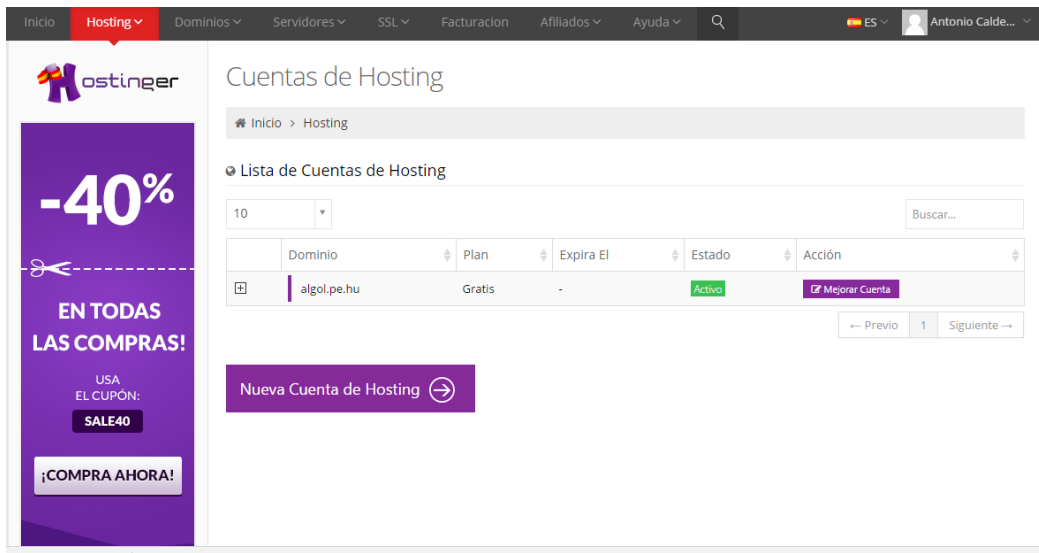 Inicio Hosting Dominios Servidores SSL Facturacion Afiliados Ayuda ES Antonio Calde...
Hostinger
Cuentas de Hosting
Inicio > Hosting
Lista de Cuentas de Hosting
10 Buscar...
Dominio Plan Expira El Estado Acción
algol.pe.hu Gratis - Activo Mejorar Cuenta
← Previo 1 Siguiente →
Nueva Cuenta de Hosting
-40%
EN TODAS
LAS COMPRAS!
USA
EL CUPÓN:
SALE40
¡COMPRA AHORA!